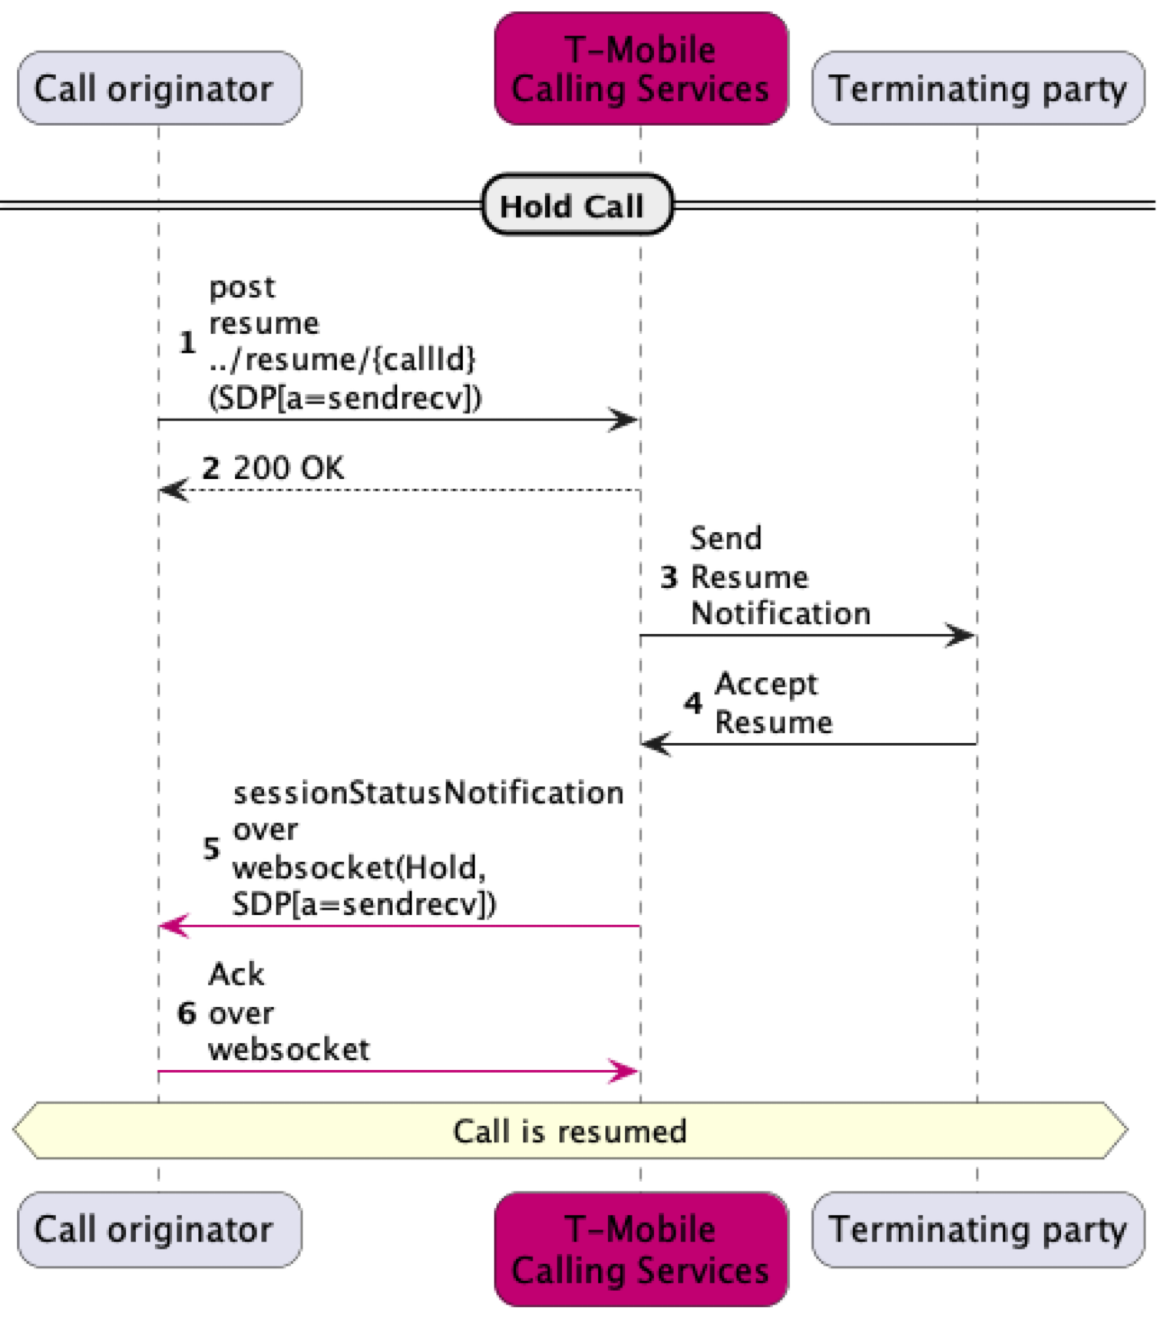 Call originator
T-Mobile
Calling Services
Terminating party
Hold Call
1
post
resume
../resume/{callId}
(SDP[a=sendrecv])
2 200 OK
3
Send
Resume
Notification
4
Accept
Resume
5
sessionStatusNotification
over
websocket(Hold,
SDP[a=sendrecv])
6
Ack
over
websocket
Call is resumed
Call originator
T-Mobile
Calling Services
Terminating party